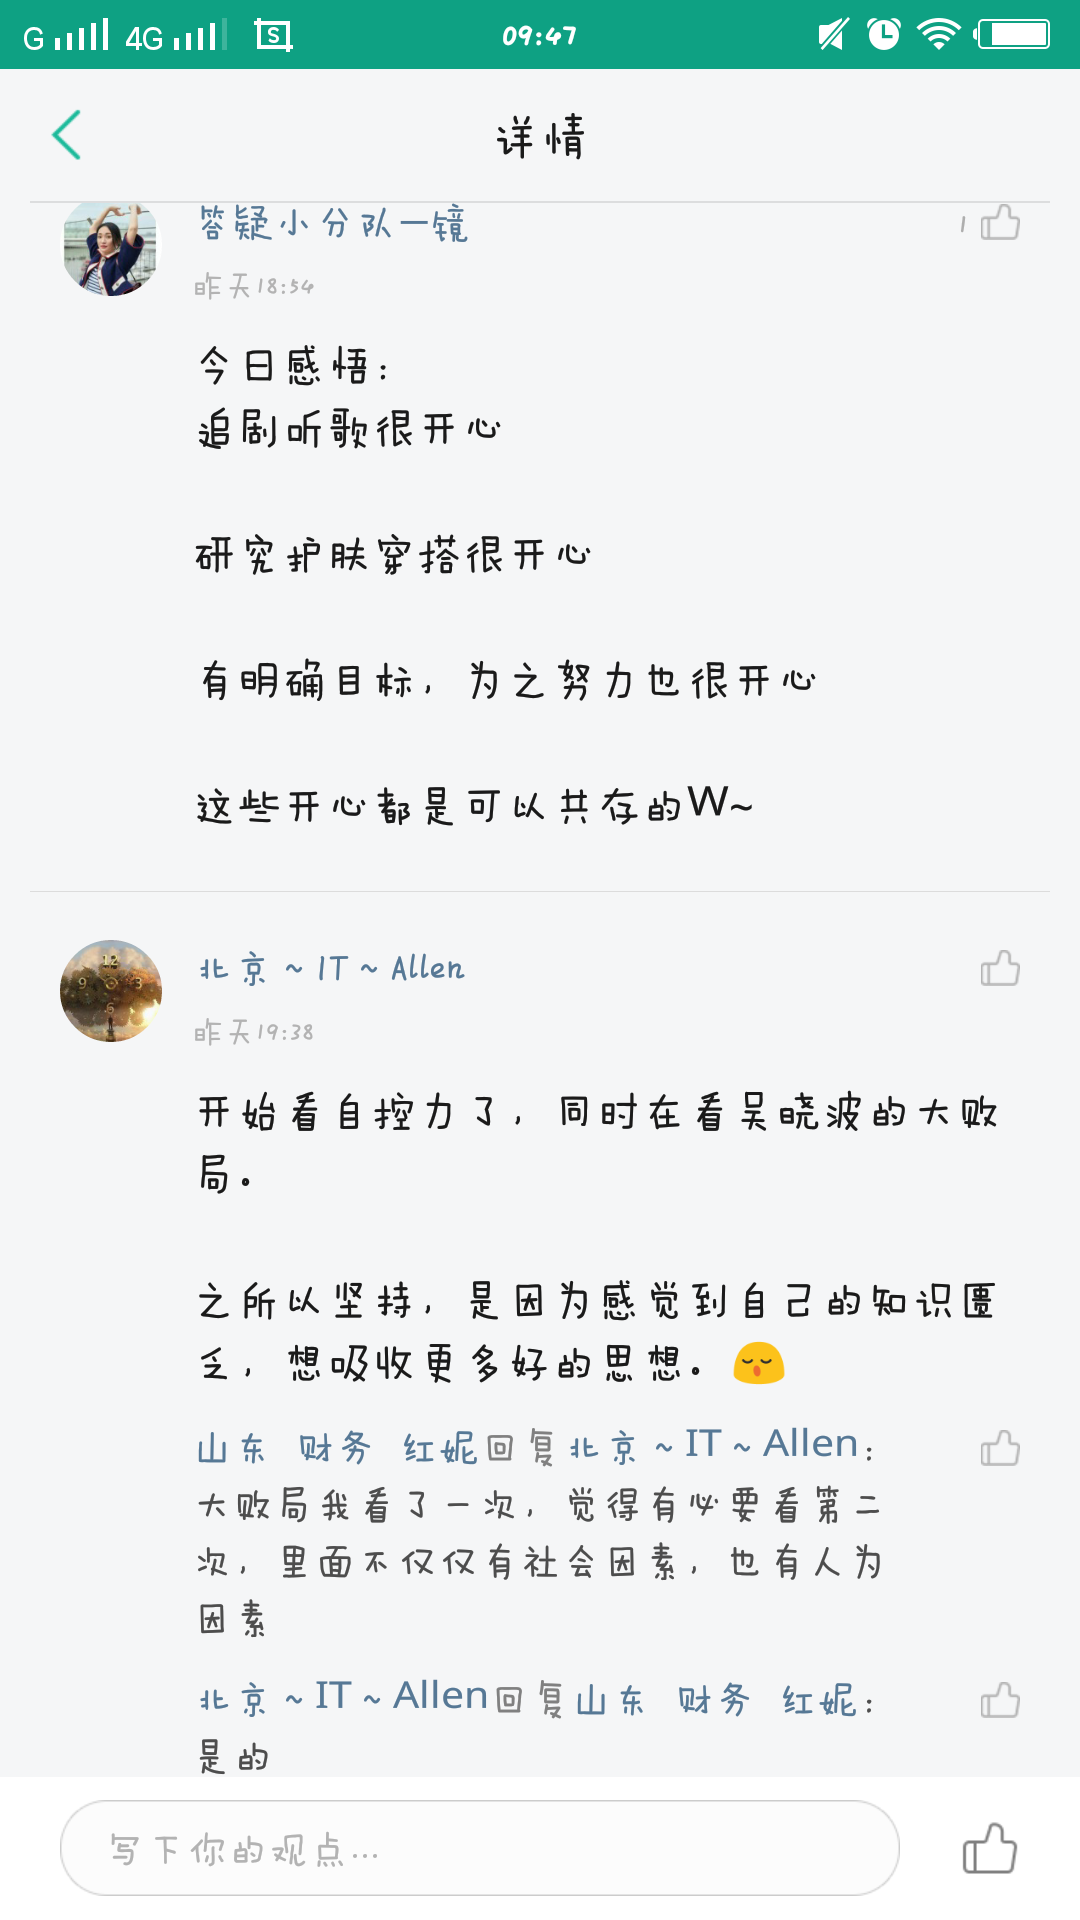 G 4G S 09:47
详情
答疑小分队一镜 1
昨天18:54
今日感悟：
追剧听歌很开心
研究护肤穿搭很开心
有明确目标，为之努力也很开心
这些开心都是可以共存的W~
北京~IT~Allen
昨天19:38
开始看自控力了，同时在看吴晓波的大败
局。
之所以坚持，是因为感觉到自己的知识匮
乏，想吸收更多好的思想。
山东 财务 红妮回复北京~IT~Allen：
大败局我看了一次，觉得有必要看第二
次，里面不仅仅有社会因素，也有人为
因素
北京~IT~Allen回复山东 财务 红妮：
是的
写下你的观点...